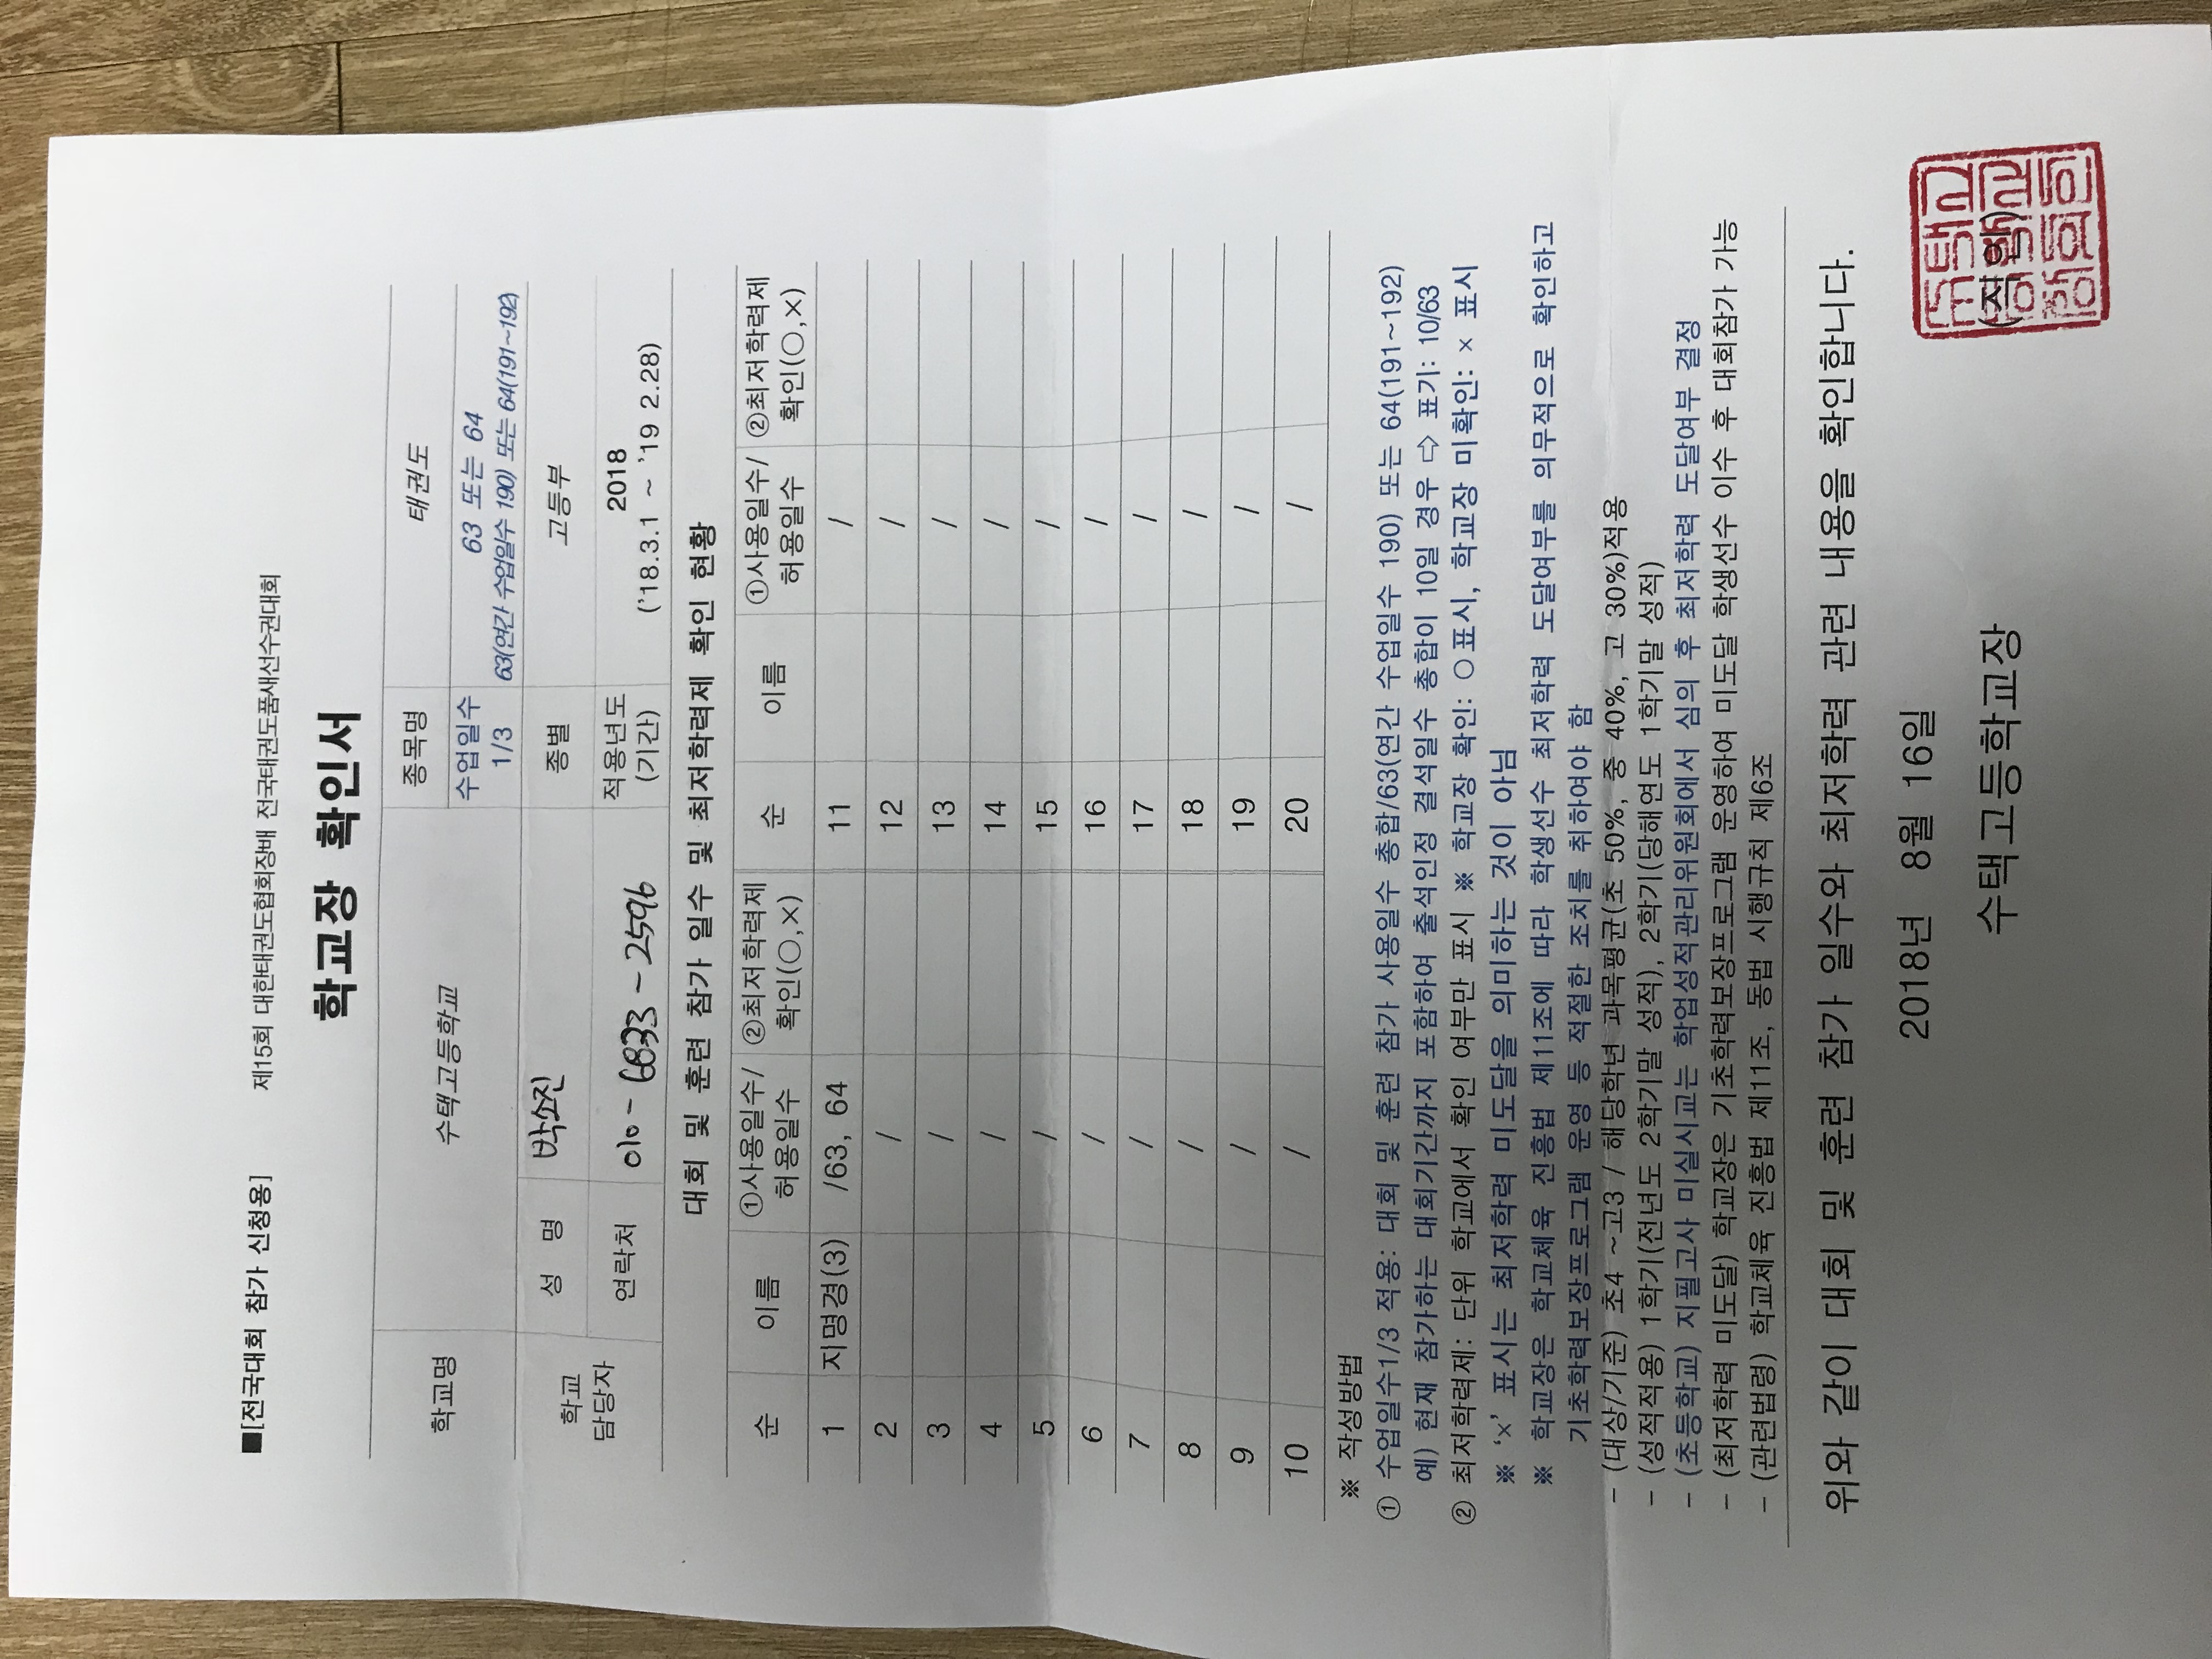 ■[전국대회 참가 신청용] 제15회 대한태권도협회장배 전국태권도품새선수권대회
학교장 확인서
학교명 수택고등학교 종목명 태권도
수업일수 1/3 63 또는 64
63(연간 수업일수 190) 또는 64(191~192)
학교 담당자 성 명 박소진 종별 고등부
연락처 010-6833-2596 적용년도 (기간) 2018
('18.3.1 ~ '19 2.28)
대회 및 훈련 참가 일수 및 최저학력제 확인 현황
순 이름 ①사용일수/허용일수 ②최저학력제 확인(○,×) 순 이름 ①사용일수/허용일수 ②최저학력제 확인(○,×)
1 지명경(3) /63, 64 11 /
2 / 12 /
3 / 13 /
4 / 14 /
5 / 15 /
6 / 16 /
7 / 17 /
8 / 18 /
9 / 19 /
10 / 20 /
※ 작성방법
① 수업일수1/3 적용: 대회 및 훈련 참가 사용일수 총합/63(연간 수업일수 190) 또는 64(191~192)
예) 현재 참가하는 대회기간까지 포함하여 출석인정 결석일수 총합이 10일 경우 ⇨ 표기: 10/63
② 최저학력제: 단위 학교에서 확인 여부만 표시 ※ 학교장 확인: ○표시, 학교장 미확인: × 표시
※ '×' 표시는 최저학력 미도달을 의미하는 것이 아님
※ 학교장은 학교체육 진흥법 제11조에 따라 학생선수 최저학력 도달여부를 의무적으로 확인하고
기초학력보장프로그램 운영 등 적절한 조치를 취하여야 함
- (대상/기준) 초4 ~고3 / 해당학년 과목평균(초 50%, 중 40%, 고 30%)적용
- (성적적용) 1학기(전년도 2학기말 성적), 2학기(당해연도 1학기말 성적)
- (초등학교) 지필고사 미실시교는 학업성적관리위원회에서 심의 후 최저학력 도달여부 결정
- (최저학력 미도달) 학교장은 기초학력보장프로그램 운영하여 미도달 학생선수 이수 후 대회참가 가능
- (관련법령) 학교체육 진흥법 제11조, 동법 시행규칙 제6조
위와 같이 대회 및 훈련 참가 일수와 최저학력 관련 내용을 확인합니다.
2018년 8월 16일
수택고등학교장 (직인)